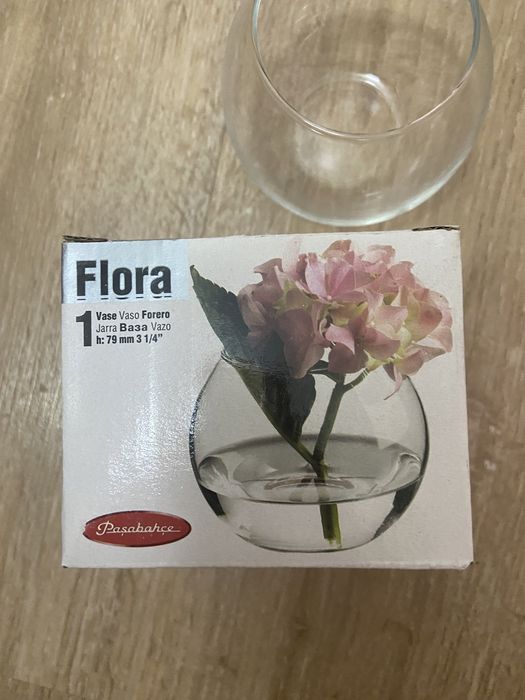 Flora
1 Vase Vaso Forero
Jarra Ваза Vazo
h: 79 mm 3 1/4"
Paşabahçe